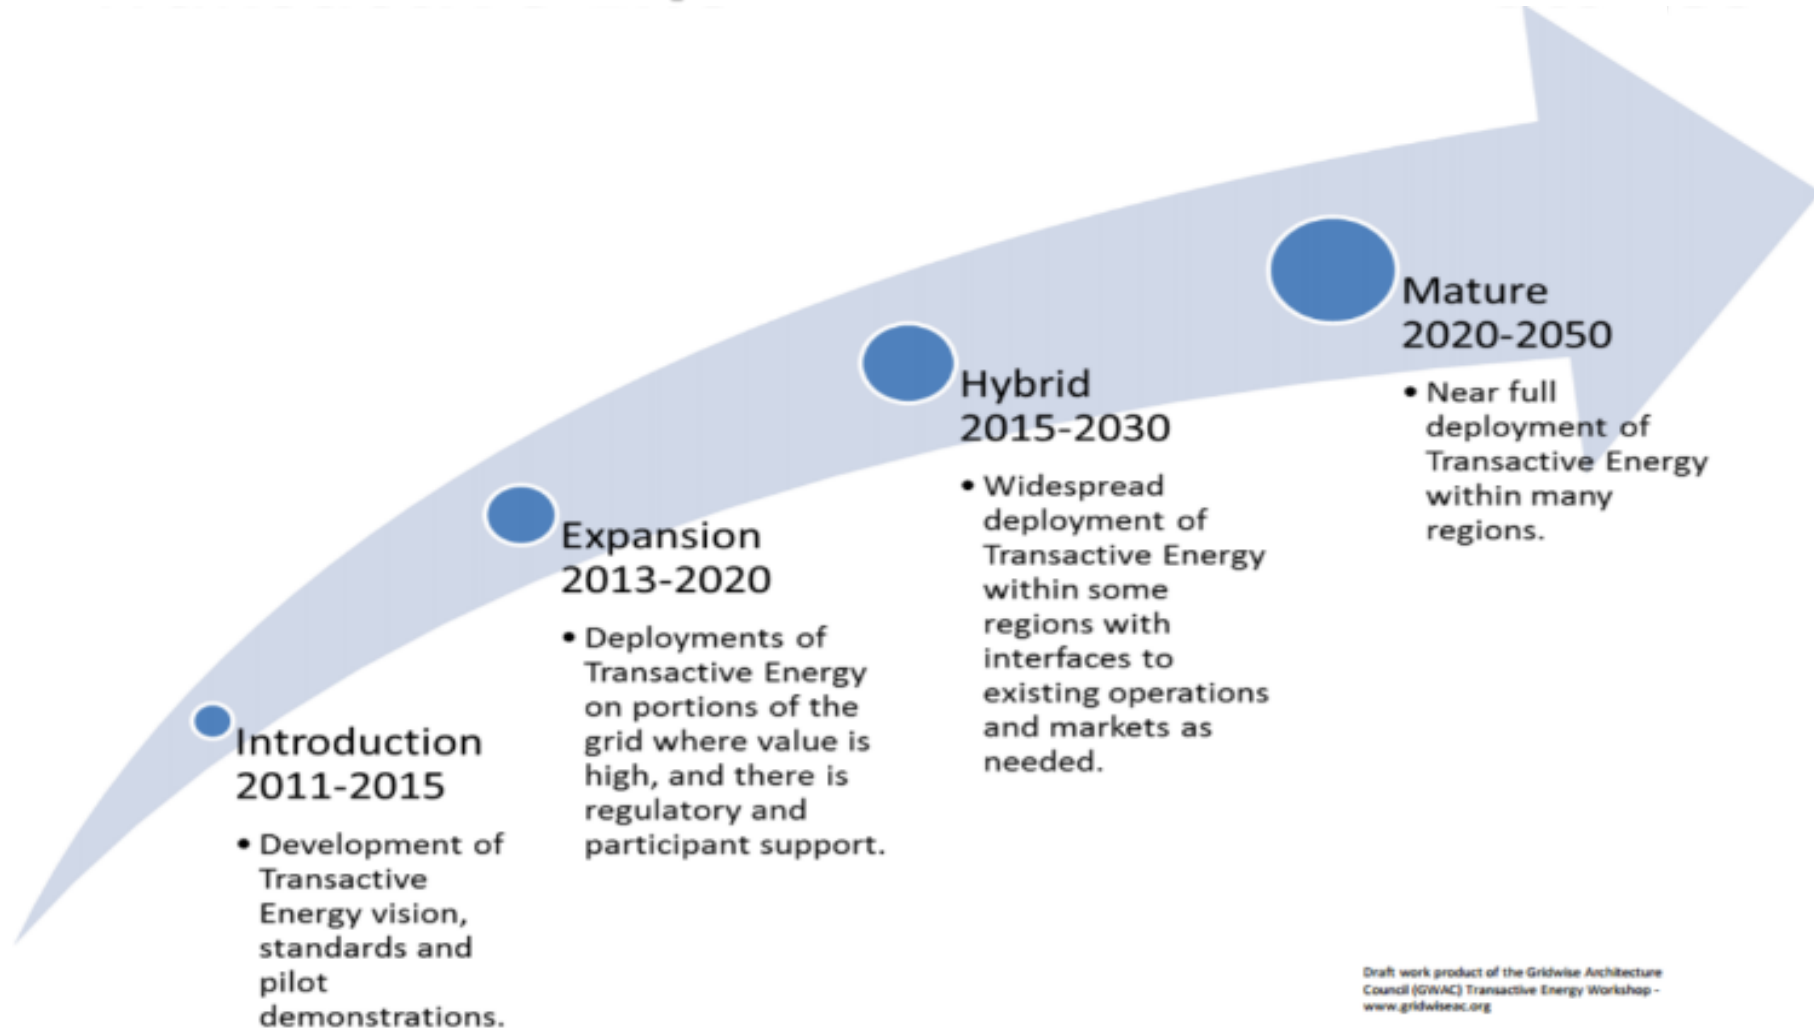 Introduction
2011-2015
• Development of
Transactive
Energy vision,
standards and
pilot
demonstrations.
Expansion
2013-2020
• Deployments of
Transactive Energy
on portions of the
grid where value is
high, and there is
regulatory and
participant support.
Hybrid
2015-2030
• Widespread
deployment of
Transactive Energy
within some
regions with
interfaces to
existing operations
and markets as
needed.
Mature
2020-2050
• Near full
deployment of
Transactive Energy
within many
regions.
Draft work product of the Gridwise Architecture
Council (GWAC) Transactive Energy Workshop -
www.gridwiseac.org